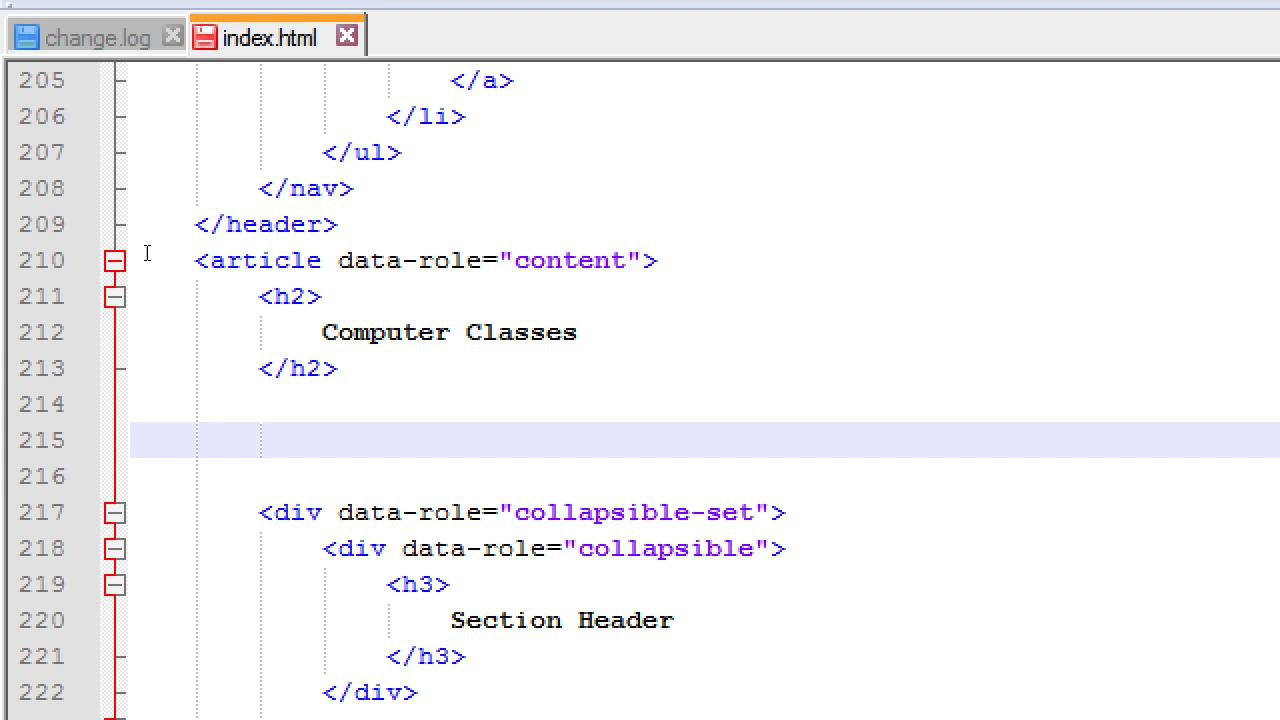 change.log index.html
205 </a>
206 </li>
207 </ul>
208 </nav>
209 </header>
210 <article data-role="content">
211 <h2>
212 Computer Classes
213 </h2>
214
215
216
217 <div data-role="collapsible-set">
218 <div data-role="collapsible">
219 <h3>
220 Section Header
221 </h3>
222 </div>